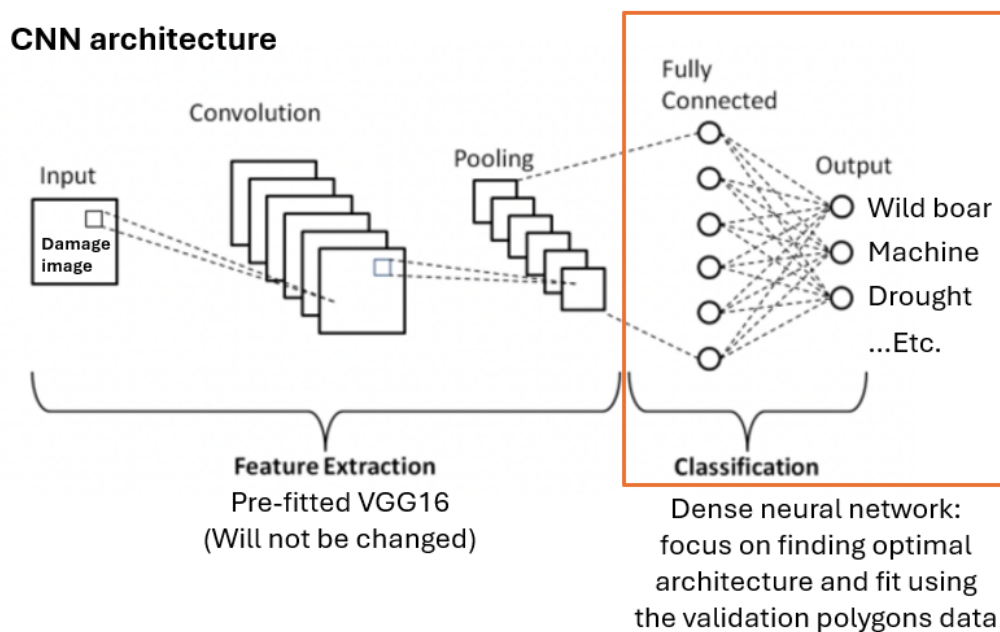 CNN architecture
Input
Damage
image
Convolution
Pooling
Fully
Connected
Output
Wild boar
Machine
Drought
...Etc.
Feature Extraction
Pre-fitted VGG16
(Will not be changed)
Classification
Dense neural network:
focus on finding optimal
architecture and fit using
the validation polygons data